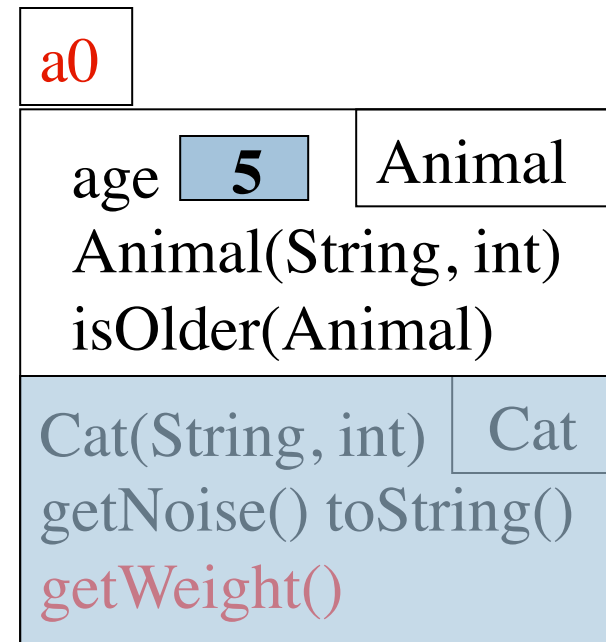 a0
age 5 Animal
Animal(String, int)
isOlder(Animal)
Cat(String, int) Cat
getNoise() toString()
getWeight()